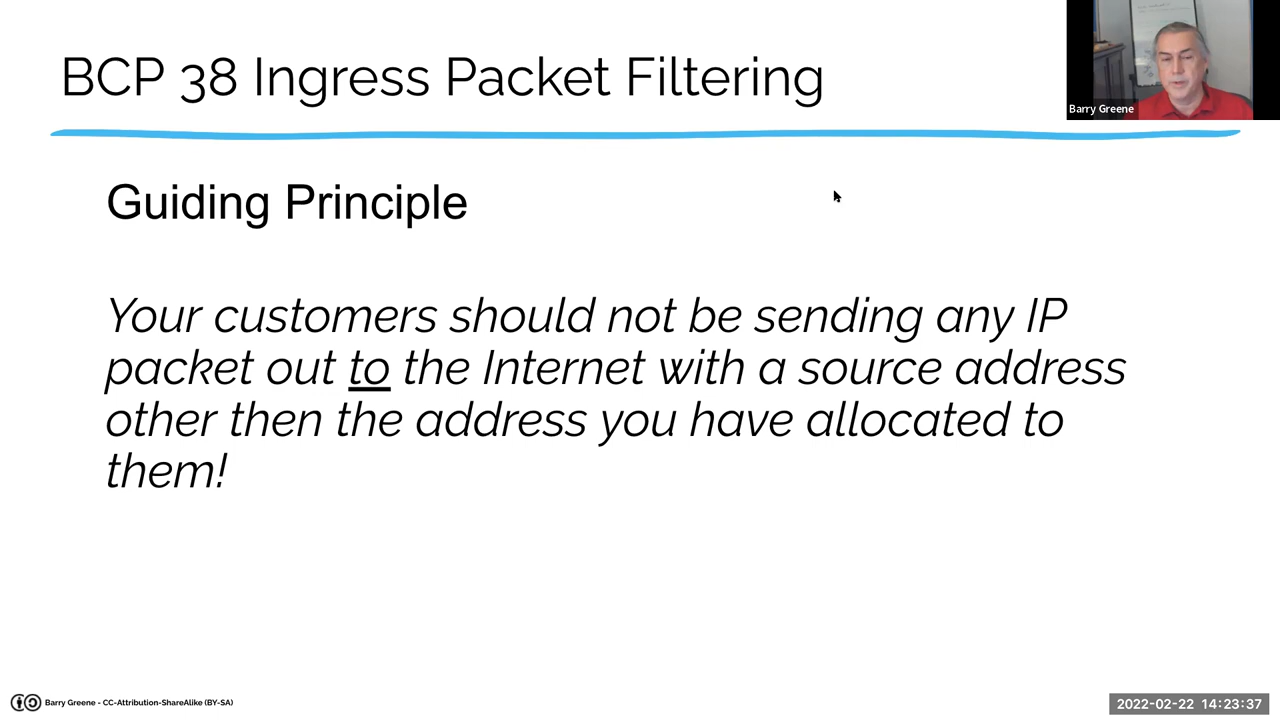 BCP 38 Ingress Packet Filtering
Barry Greene
Guiding Principle
Your customers should not be sending any IP
packet out to the Internet with a source address
other then the address you have allocated to
them!
Barry Greene - CC-Attribution-ShareAlike (BY-SA)
2022-02-22 14:23:37